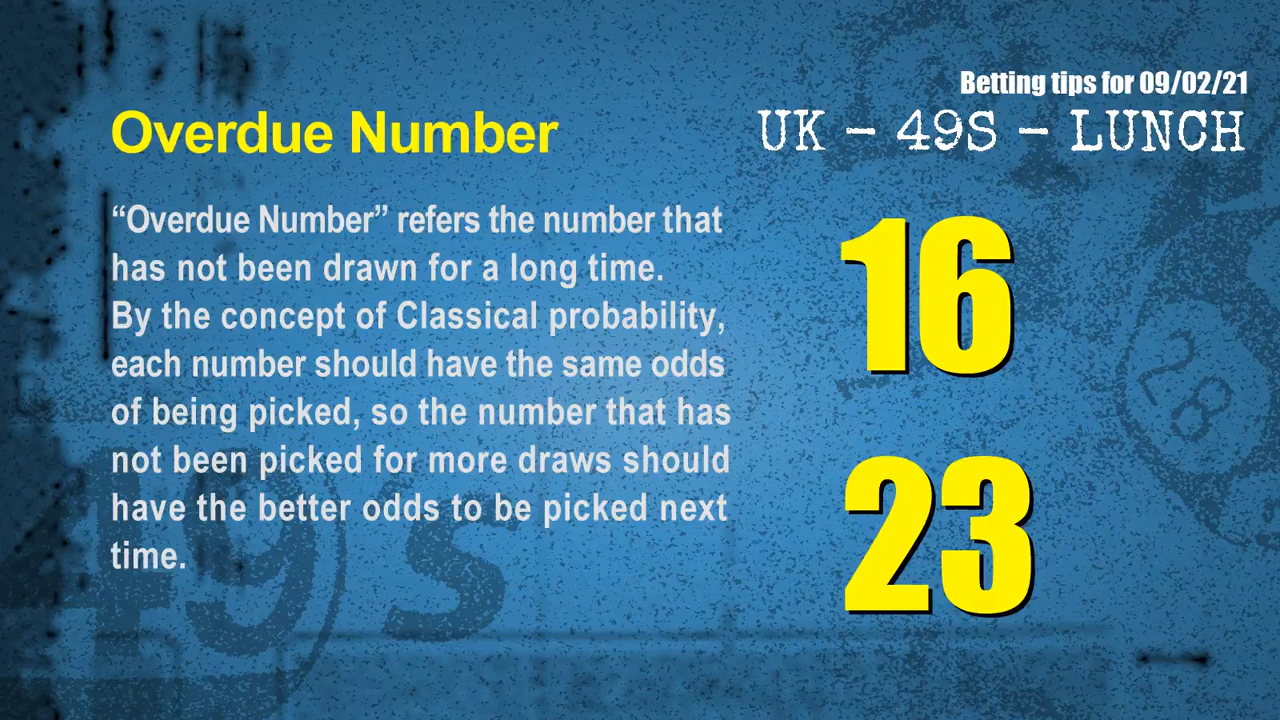 Betting tips for 09/02/21
Overdue Number
UK - 49S - LUNCH
“Overdue Number” refers the number that
has not been drawn for a long time.
By the concept of Classical probability,
each number should have the same odds
of being picked, so the number that has
not been picked for more draws should
have the better odds to be picked next
time.
16
23
28
49's